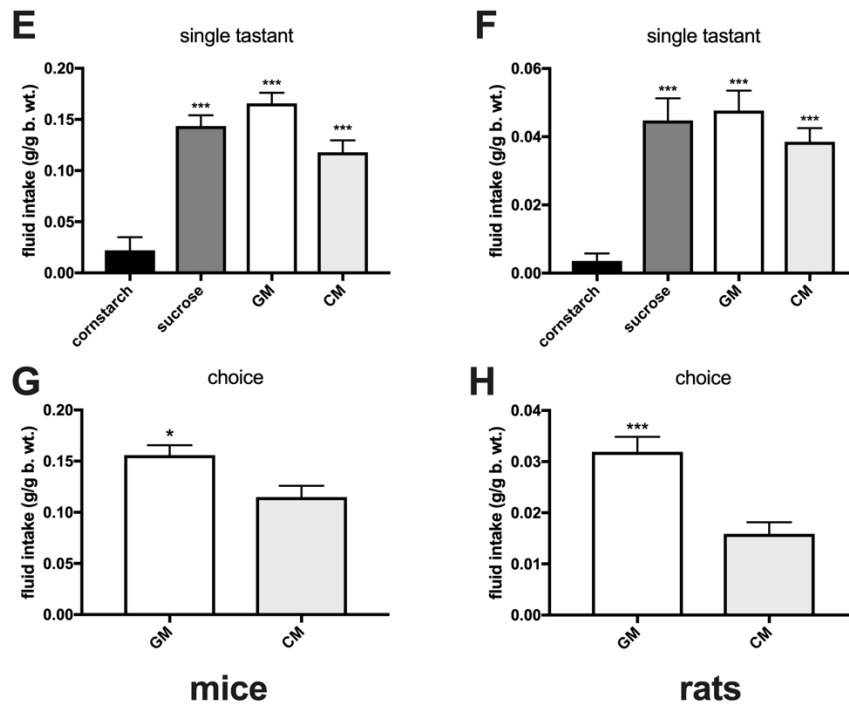 E
single tastant
fluid intake (g/g b. wt.)
0.20
0.15
0.10
0.05
0.00
***
***
***
cornstarch
sucrose
GM
CM
F
single tastant
fluid intake (g/g b. wt.)
0.06
0.04
0.02
0.00
***
***
***
cornstarch
sucrose
GM
CM
G
choice
fluid intake (g/g b. wt.)
0.20
0.15
0.10
0.05
0.00
*
GM
CM
mice
H
choice
fluid intake (g/g b. wt.)
0.04
0.03
0.02
0.01
0.00
***
GM
CM
rats